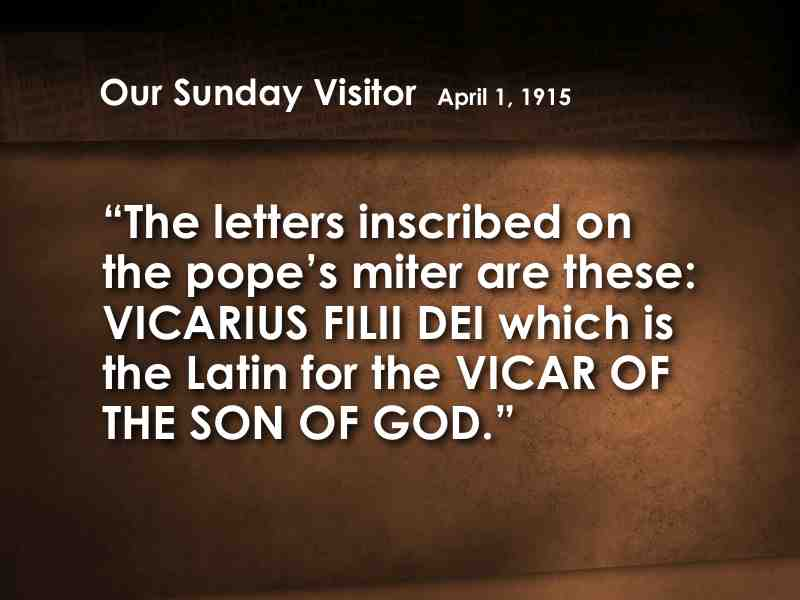 Our Sunday Visitor April 1, 1915
“The letters inscribed on
the pope’s miter are these:
VICARIUS FILII DEI which is
the Latin for the VICAR OF
THE SON OF GOD.”